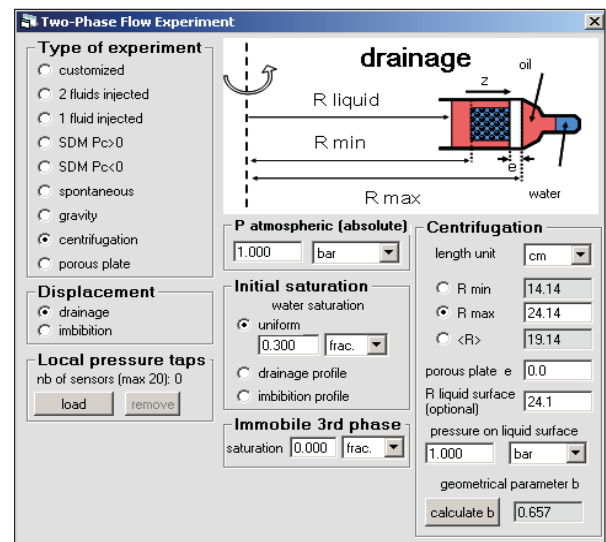 Two-Phase Flow Experiment
Type of experiment
customized
2 fluids injected
1 fluid injected
SDM Pc>0
SDM Pc<0
spontaneous
gravity
centrifugation
porous plate
Displacement
drainage
imbibition
Local pressure taps
nb of sensors (max 20): 0
load remove
drainage
oil
z
R liquid
R min
e
R max
water
P atmospheric (absolute)
1.000 bar
Initial saturation
water saturation
uniform
0.300 frac.
drainage profile
imbibition profile
Immobile 3rd phase
saturation 0.000 frac.
Centrifugation
length unit cm
R min 14.14
R max 24.14
<R> 19.14
porous plate e 0.0
R liquid surface 24.1
(optional)
pressure on liquid surface
1.000 bar
geometrical parameter b
calculate b 0.657